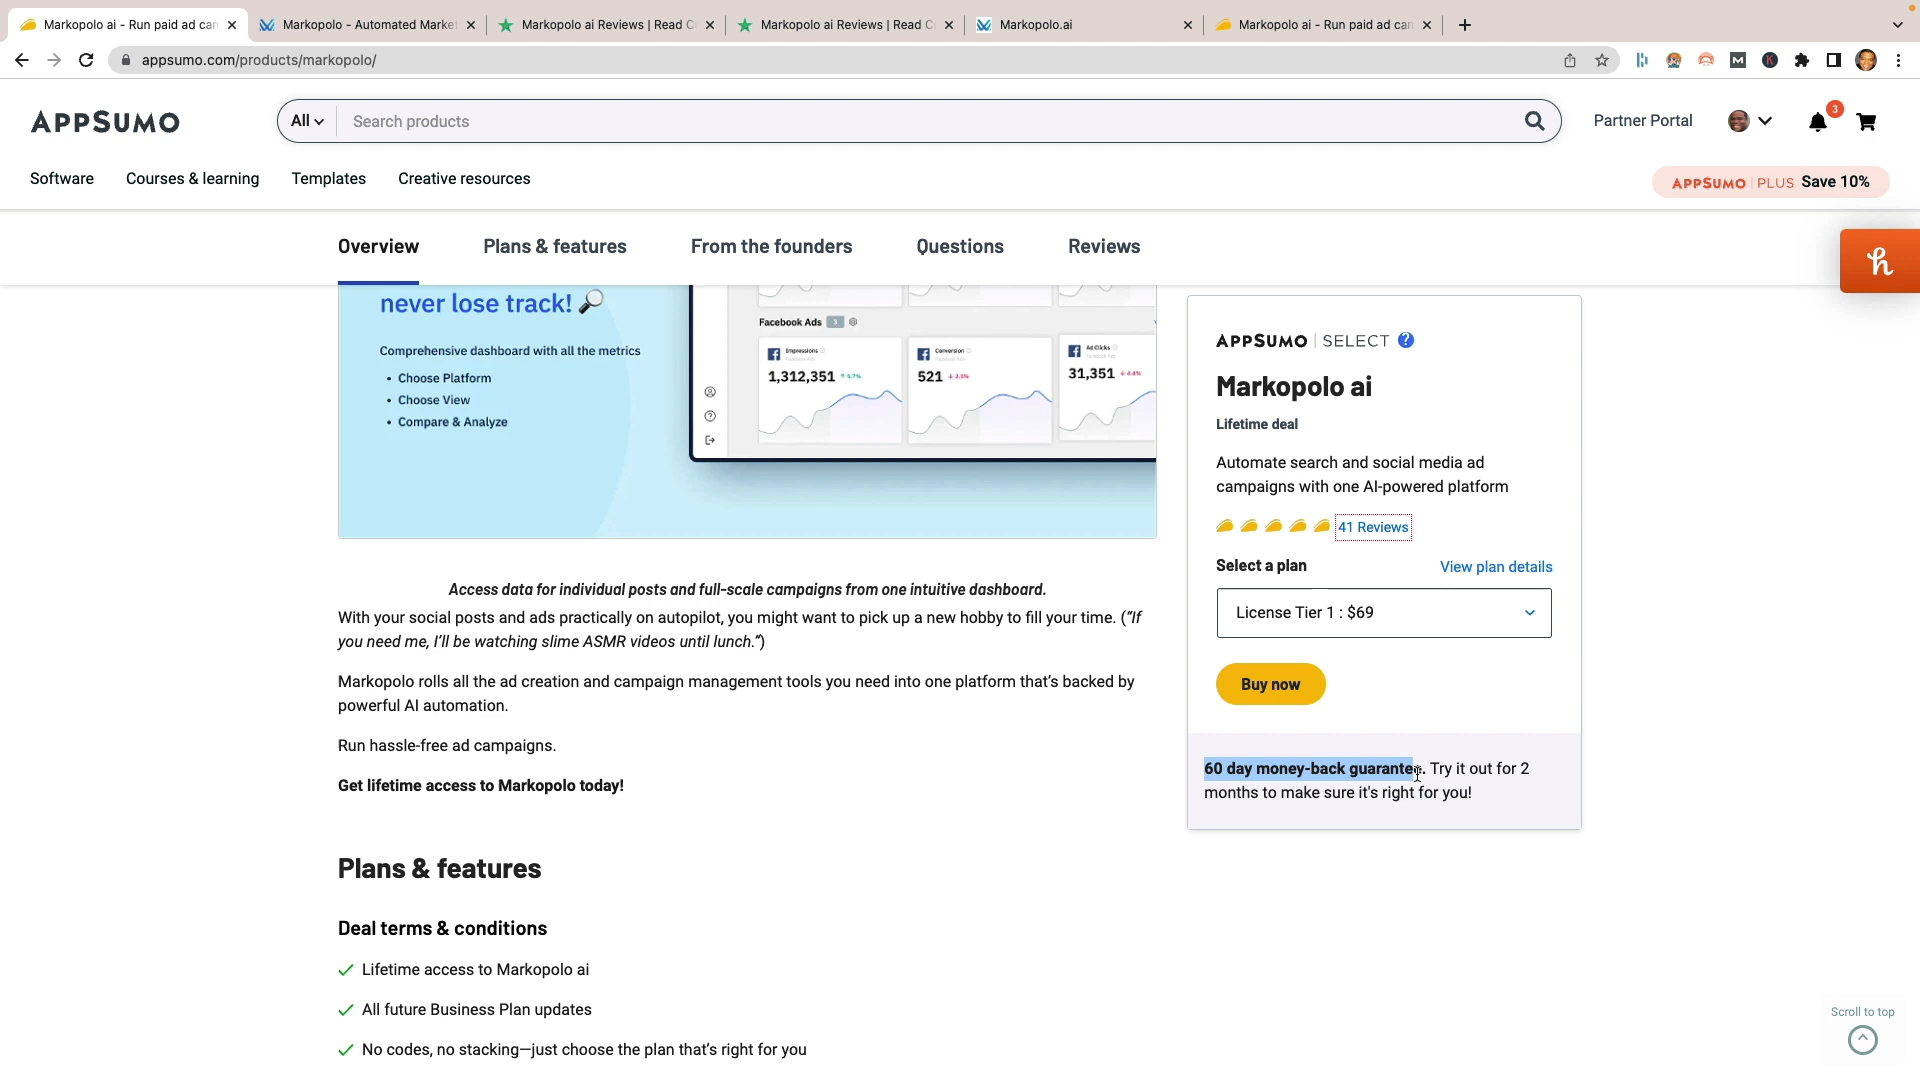 Markopolo ai - Run paid ad can
Markopolo - Automated Market
Markopolo ai Reviews | Read C
Markopolo ai Reviews | Read C
Markopolo.ai
Markopolo ai - Run paid ad can
appsumo.com/products/markopolo/
APPSUMO
All
Search products
Partner Portal
3
Software
Courses & learning
Templates
Creative resources
APPSUMO | PLUS Save 10%
Overview
Plans & features
From the founders
Questions
Reviews
never lose track!
Comprehensive dashboard with all the metrics
• Choose Platform
• Choose View
• Compare & Analyze
Facebook Ads 3
Impressions
Facebook Ads
1,312,351
Conversion
Facebook Ads
521
Ad Clicks
Facebook Ads
31,351
Access data for individual posts and full-scale campaigns from one intuitive dashboard.
With your social posts and ads practically on autopilot, you might want to pick up a new hobby to fill your time. (“If
you need me, I’ll be watching slime ASMR videos until lunch.”)
Markopolo rolls all the ad creation and campaign management tools you need into one platform that’s backed by
powerful AI automation.
Run hassle-free ad campaigns.
Get lifetime access to Markopolo today!
Plans & features
Deal terms & conditions
Lifetime access to Markopolo ai
All future Business Plan updates
No codes, no stacking—just choose the plan that’s right for you
APPSUMO | SELECT ?
Markopolo ai
Lifetime deal
Automate search and social media ad
campaigns with one AI-powered platform
41 Reviews
Select a plan
View plan details
License Tier 1 : $69
Buy now
60 day money-back guarantee. Try it out for 2
months to make sure it's right for you!
Scroll to top